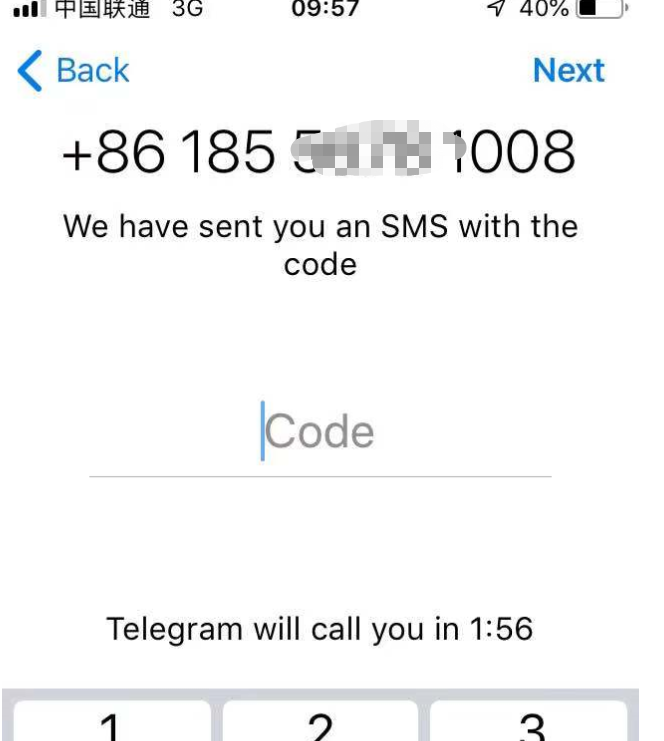 中国联通 3G 09:57 40%
Back Next
+86 185 1008
We have sent you an SMS with the
code
Code
Telegram will call you in 1:56
1 2 3